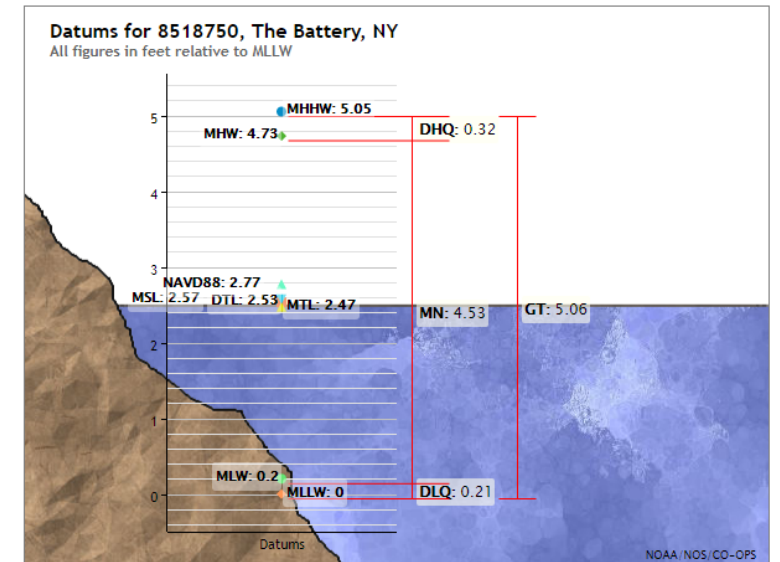 Datums for 8518750, The Battery, NY
All figures in feet relative to MLLW
MHHW: 5.05
5
DHQ: 0.32
MHW: 4.73
4
3
NAVD88: 2.77
MSL: 2.57
DTL: 2.53
MTL: 2.47
MN: 4.53
GT: 5.06
2
1
MLW: 0.2
0
MLLW: 0
DLQ: 0.21
Datums
NOAA/NOS/CO-OPS